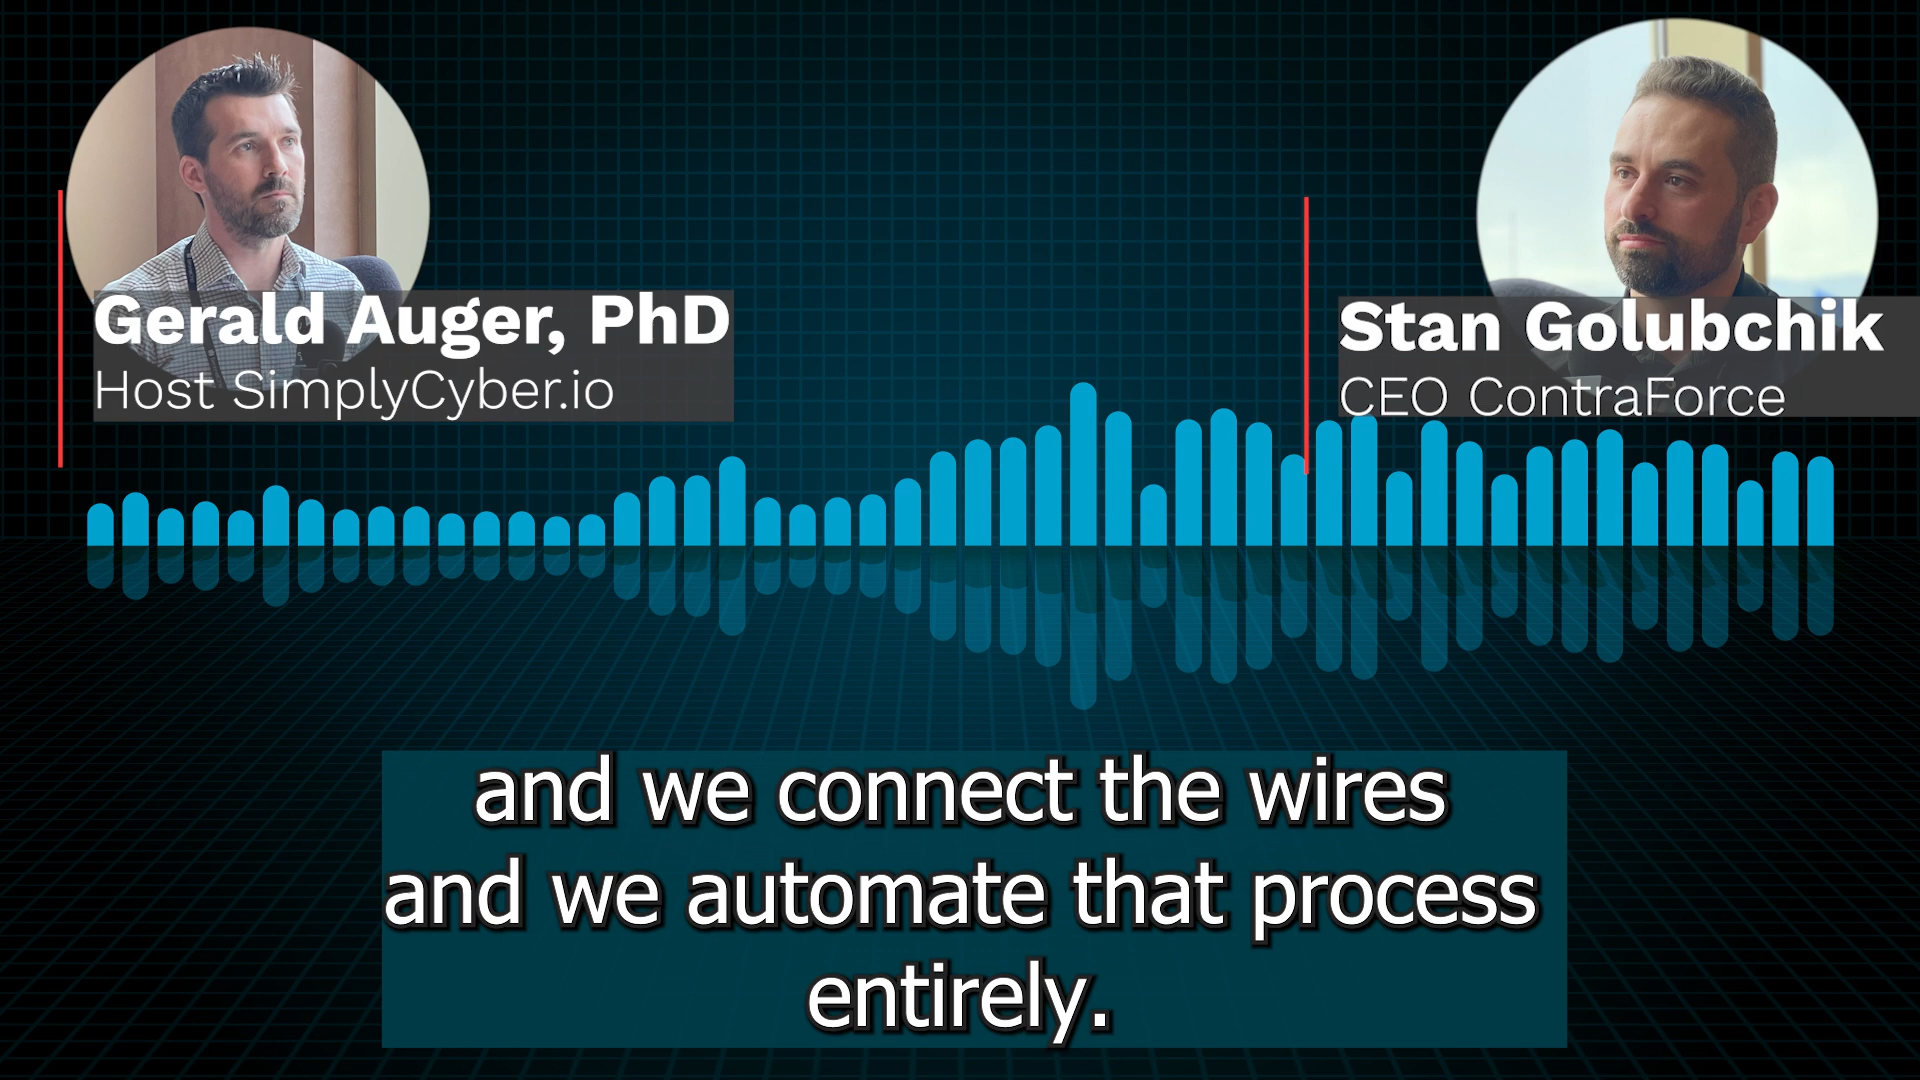 Gerald Auger, PhD
Host SimplyCyber.io
Stan Golubchik
CEO ContraForce
and we connect the wires
and we automate that process
entirely.